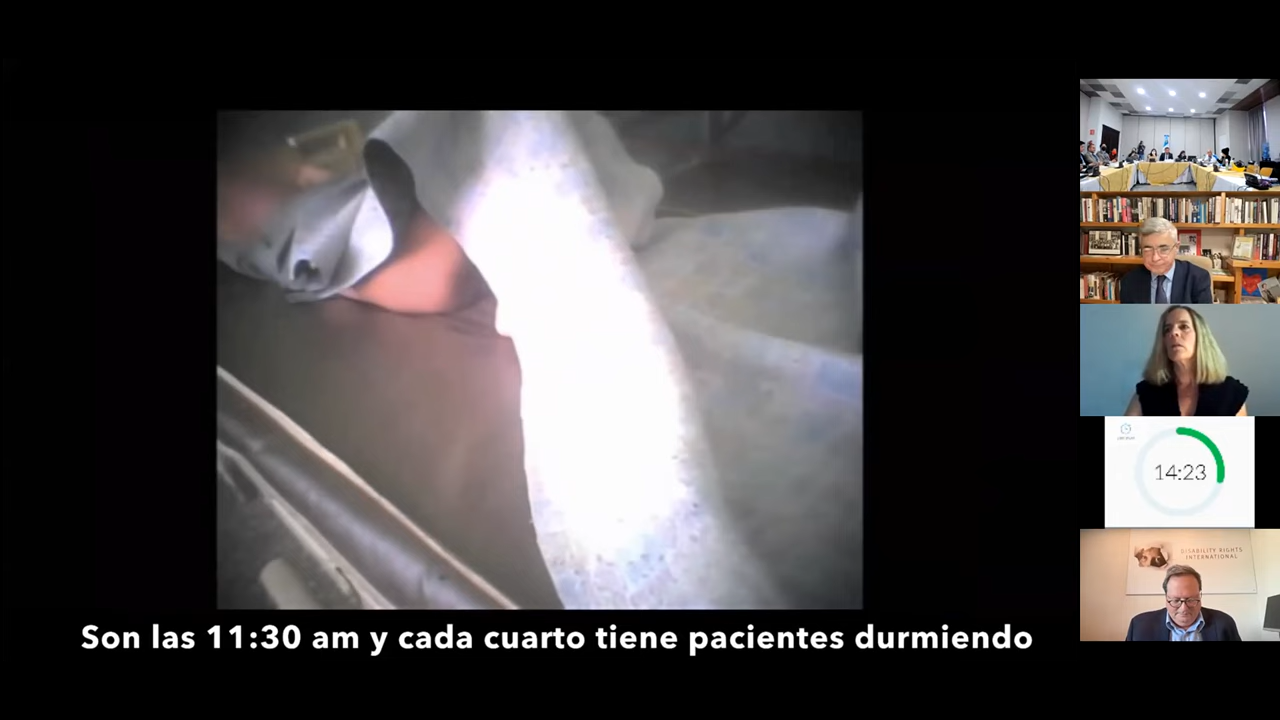 Son las 11:30 am y cada cuarto tiene pacientes durmiendo
14:23
DISABILITY RIGHTS
INTERNATIONAL